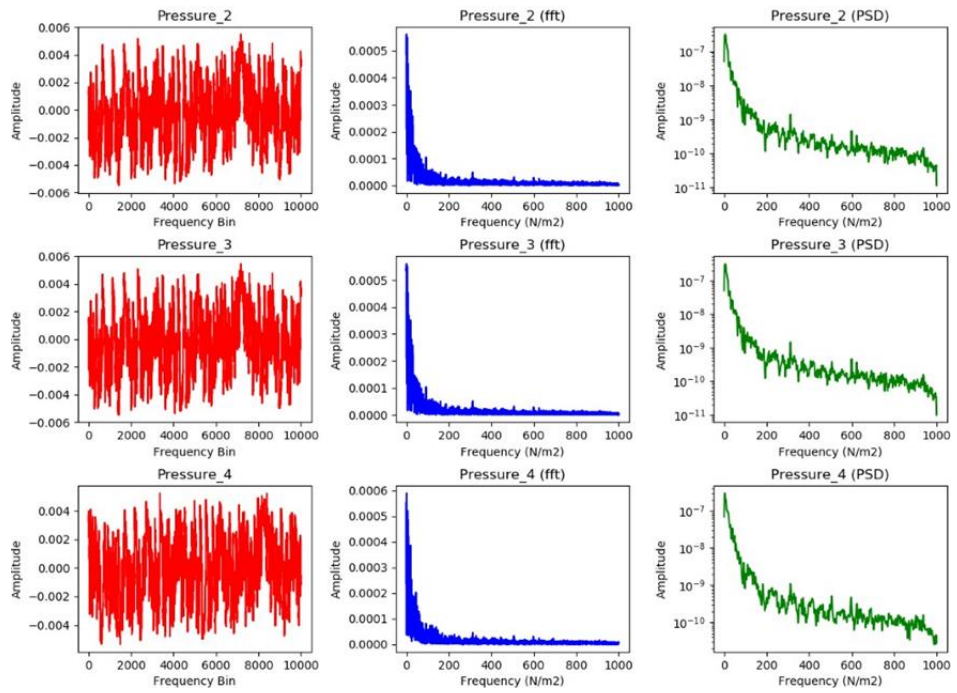 Pressure_2
Amplitude
0.006
0.004
0.002
0.000
−0.002
−0.004
−0.006
0 2000 4000 6000 8000 10000
Frequency Bin
Pressure_2 (fft)
Amplitude
0.0005
0.0004
0.0003
0.0002
0.0001
0.0000
0 200 400 600 800 1000
Frequency (N/m2)
Pressure_2 (PSD)
Amplitude
10⁻⁷
10⁻⁸
10⁻⁹
10⁻¹⁰
10⁻¹¹
0 200 400 600 800 1000
Frequency (N/m2)
Pressure_3
Amplitude
0.006
0.004
0.002
0.000
−0.002
−0.004
−0.006
0 2000 4000 6000 8000 10000
Frequency Bin
Pressure_3 (fft)
Amplitude
0.0005
0.0004
0.0003
0.0002
0.0001
0.0000
0 200 400 600 800 1000
Frequency (N/m2)
Pressure_3 (PSD)
Amplitude
10⁻⁷
10⁻⁸
10⁻⁹
10⁻¹⁰
10⁻¹¹
0 200 400 600 800 1000
Frequency (N/m2)
Pressure_4
Amplitude
0.004
0.002
0.000
−0.002
−0.004
0 2000 4000 6000 8000 10000
Frequency Bin
Pressure_4 (fft)
Amplitude
0.0006
0.0005
0.0004
0.0003
0.0002
0.0001
0.0000
0 200 400 600 800 1000
Frequency (N/m2)
Pressure_4 (PSD)
Amplitude
10⁻⁷
10⁻⁸
10⁻⁹
10⁻¹⁰
0 200 400 600 800 1000
Frequency (N/m2)